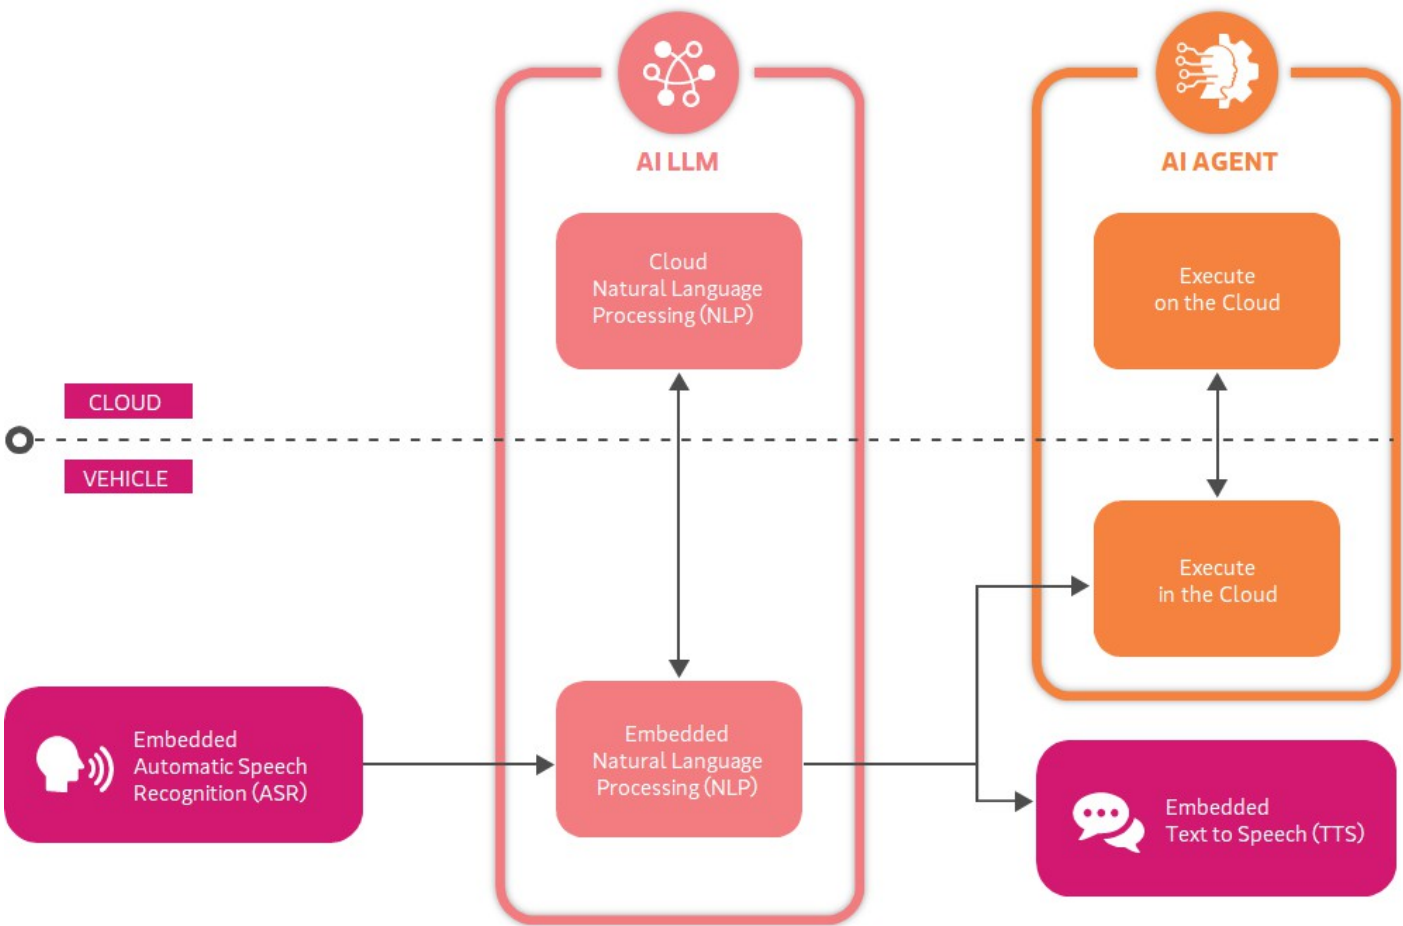 AI LLM
AI AGENT
Cloud
Natural Language
Processing (NLP)
Execute
on the Cloud
CLOUD
VEHICLE
Execute
in the Cloud
Embedded
Automatic Speech
Recognition (ASR)
Embedded
Natural Language
Processing (NLP)
Embedded
Text to Speech (TTS)